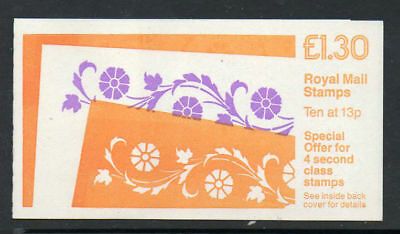 £1.30
Royal Mail
Stamps
Ten at 13p
Special
Offer for
4 second
class
stamps
See inside back
cover for details